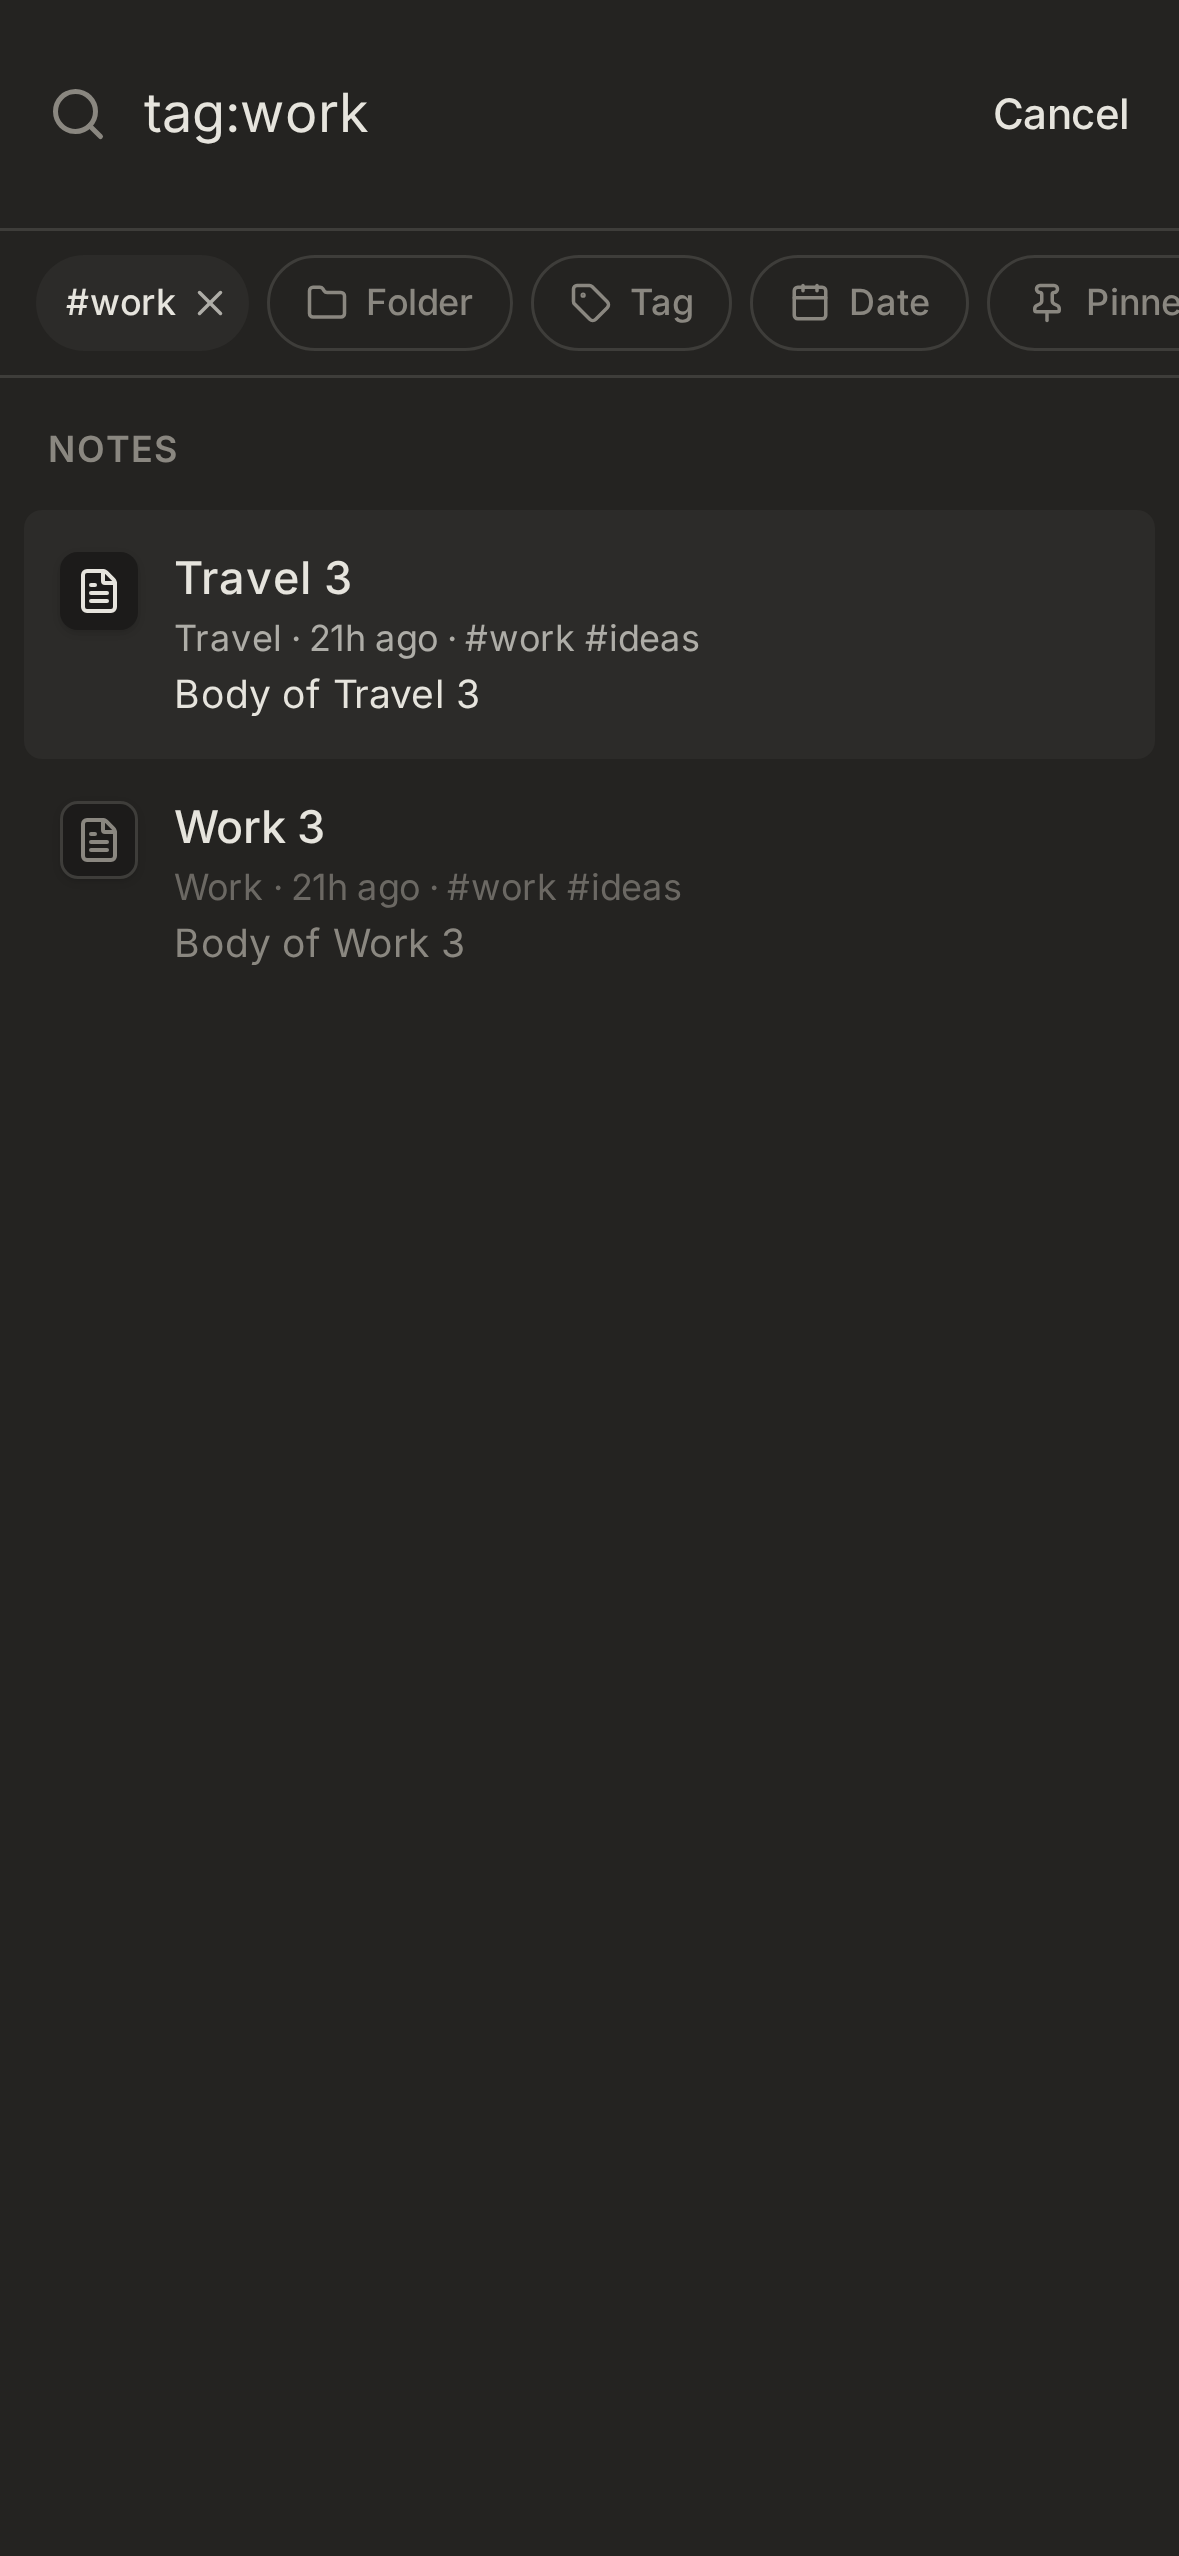 tag:work
Cancel
#work
Folder
Tag
Date
Pinne
NOTES
Travel 3
Travel · 21h ago · #work #ideas
Body of Travel 3
Work 3
Work · 21h ago · #work #ideas
Body of Work 3